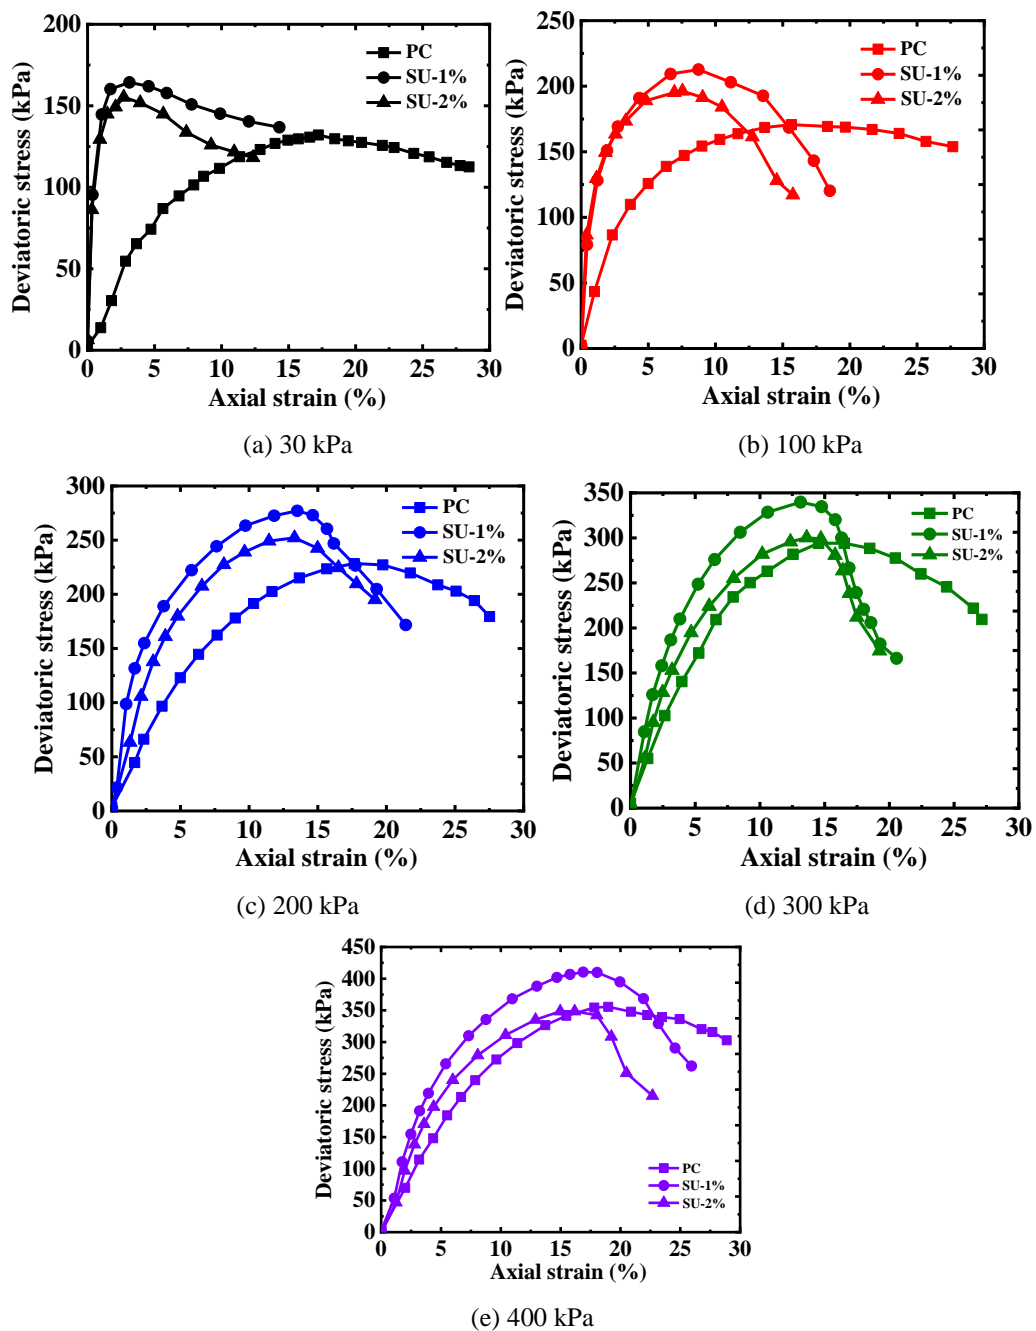 200
150
100
50
0
Deviatoric stress (kPa)
PC
SU-1%
SU-2%
0 5 10 15 20 25 30
Axial strain (%)
(a) 30 kPa
250
200
150
100
50
0
Deviatoric stress (kPa)
PC
SU-1%
SU-2%
0 5 10 15 20 25 30
Axial strain (%)
(b) 100 kPa
300
250
200
150
100
50
0
Deviatoric stress (kPa)
PC
SU-1%
SU-2%
0 5 10 15 20 25 30
Axial strain (%)
(c) 200 kPa
350
300
250
200
150
100
50
0
Deviatoric stress (kPa)
PC
SU-1%
SU-2%
0 5 10 15 20 25 30
Axial strain (%)
(d) 300 kPa
450
400
350
300
250
200
150
100
50
0
Deviatoric stress (kPa)
PC
SU-1%
SU-2%
0 5 10 15 20 25 30
Axial strain (%)
(e) 400 kPa